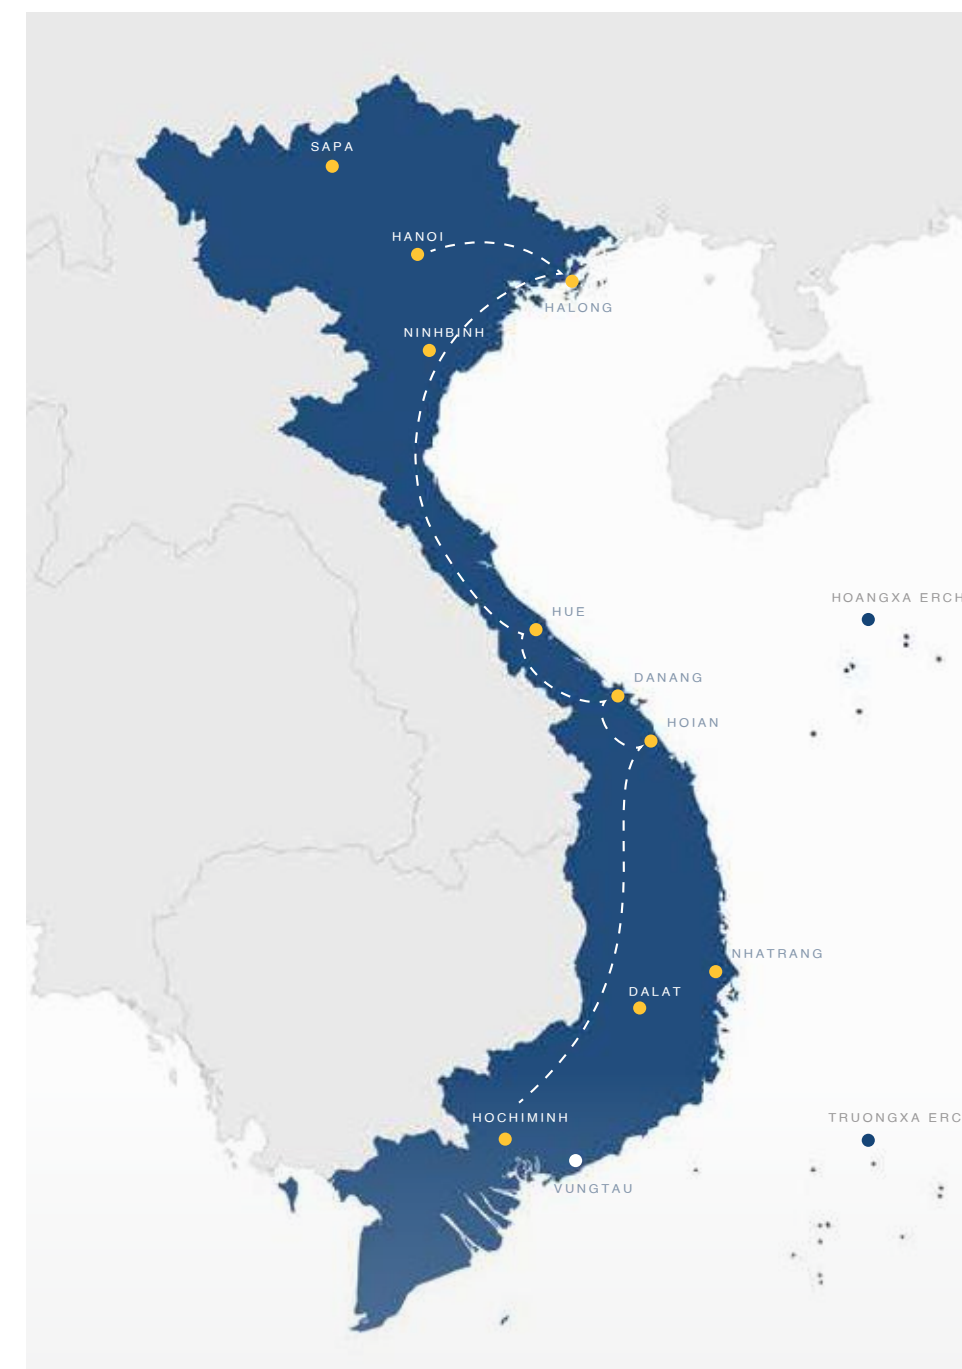 SAPA
HANOI
HALONG
NINHBINH
HUE
HOANGXA ERCH
DANANG
HOIAN
NHATRANG
DALAT
HOCHIMINH
TRUONGXA ERC
VUNGTAU